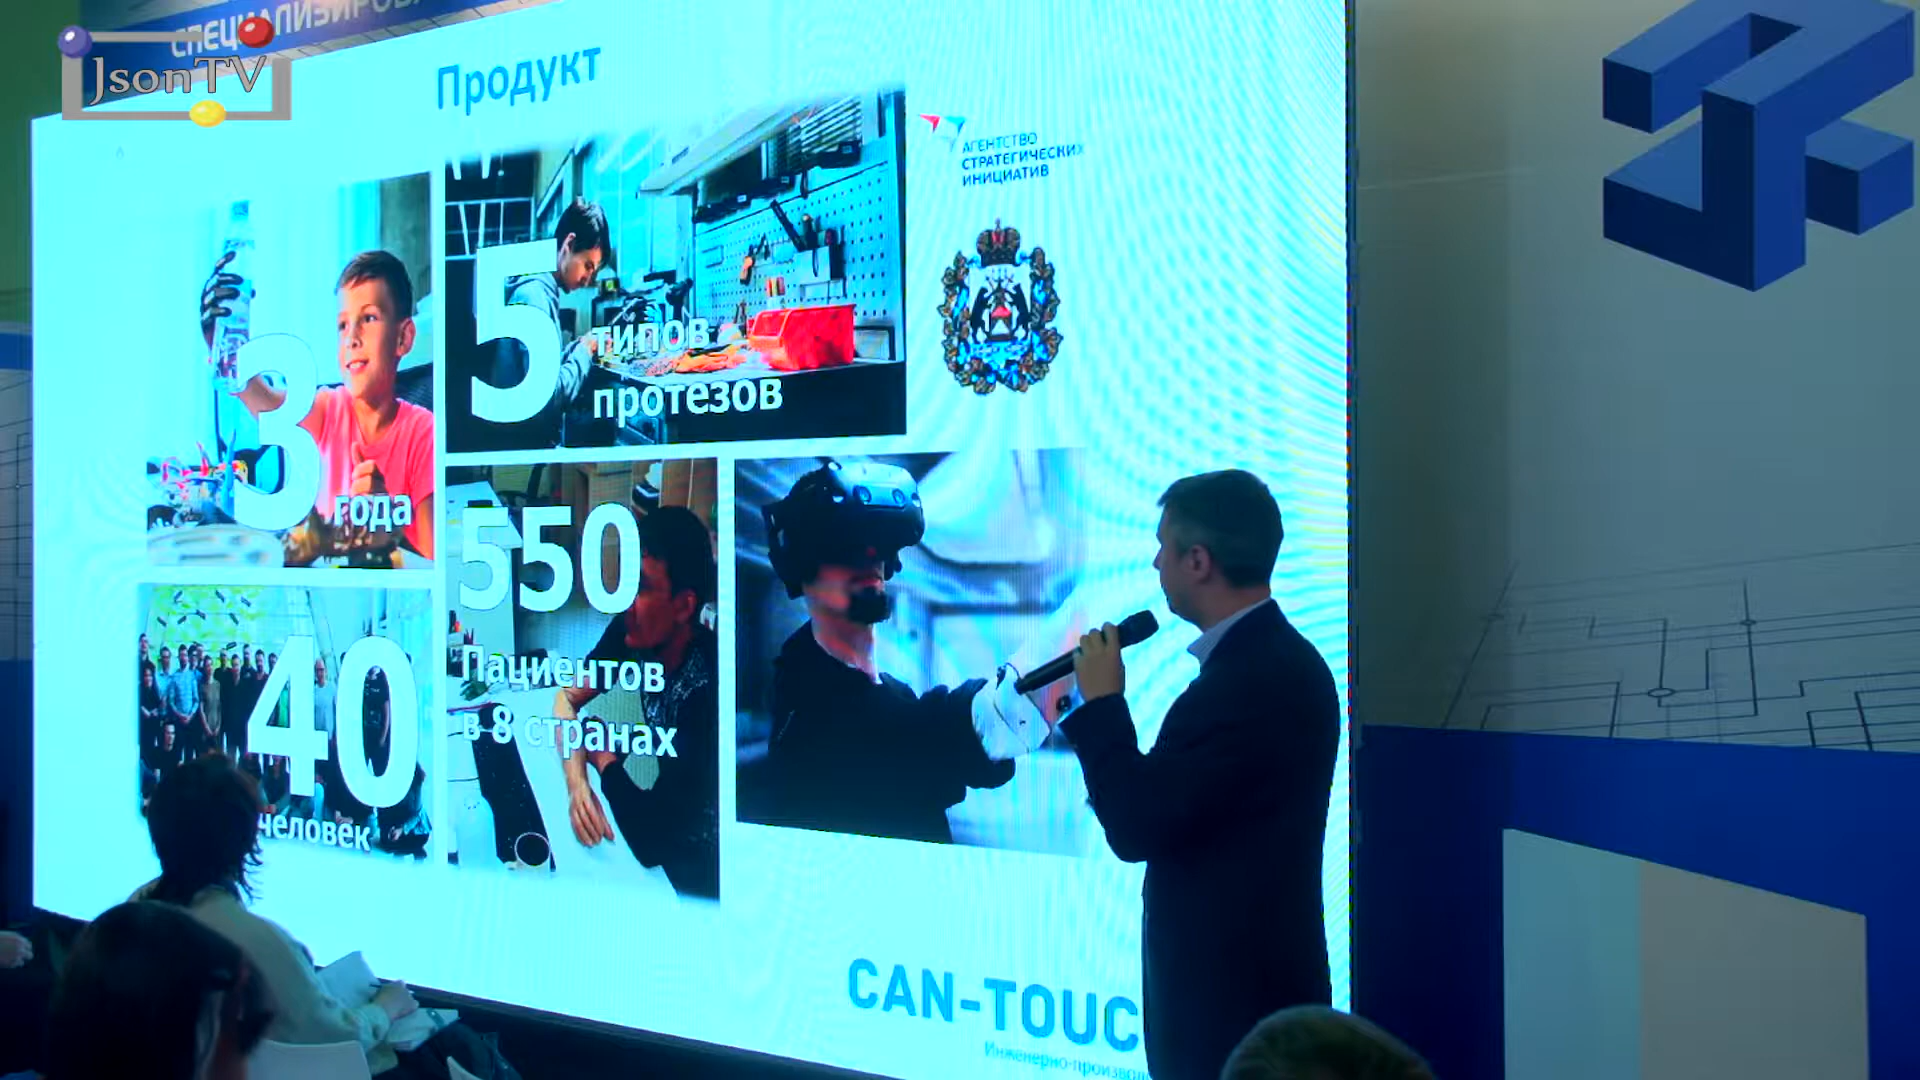 JsonTV
Продукт
АГЕНТСТВО
СТРАТЕГИЧЕСКИХ
ИНИЦИАТИВ
3
года
5
типов
протезов
40
человек
550
Пациентов
в 8 странах
CAN-TOUC